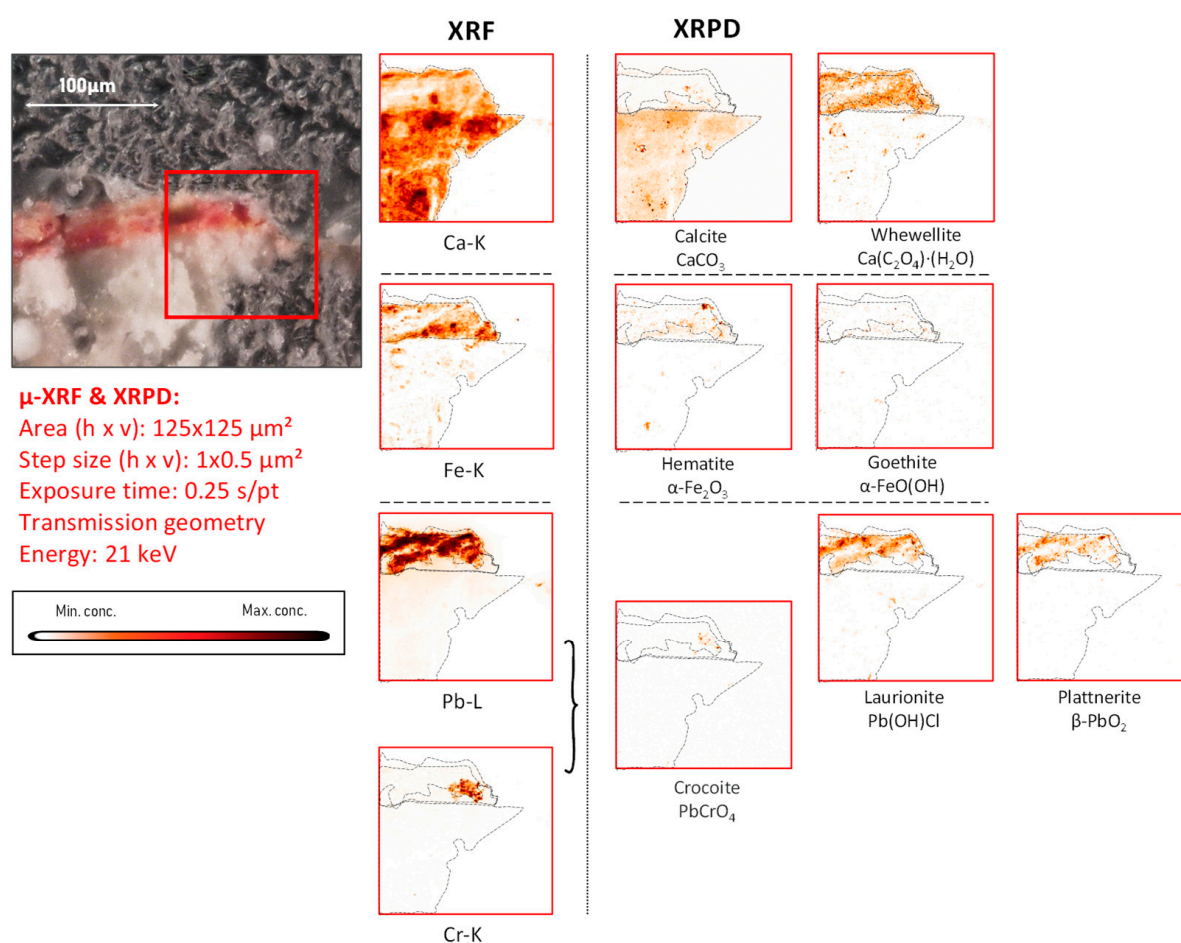 XRF
XRPD
100μm
Ca-K
Calcite
CaCO₃
Whewellite
Ca(C₂O₄)·(H₂O)
μ-XRF & XRPD:
Area (h x v): 125x125 μm²
Step size (h x v): 1x0.5 μm²
Exposure time: 0.25 s/pt
Transmission geometry
Energy: 21 keV
Min. conc.
Max. conc.
Fe-K
Hematite
α-Fe₂O₃
Goethite
α-FeO(OH)
Pb-L
Laurionite
Pb(OH)Cl
Plattnerite
β-PbO₂
Crocoite
PbCrO₄
Cr-K